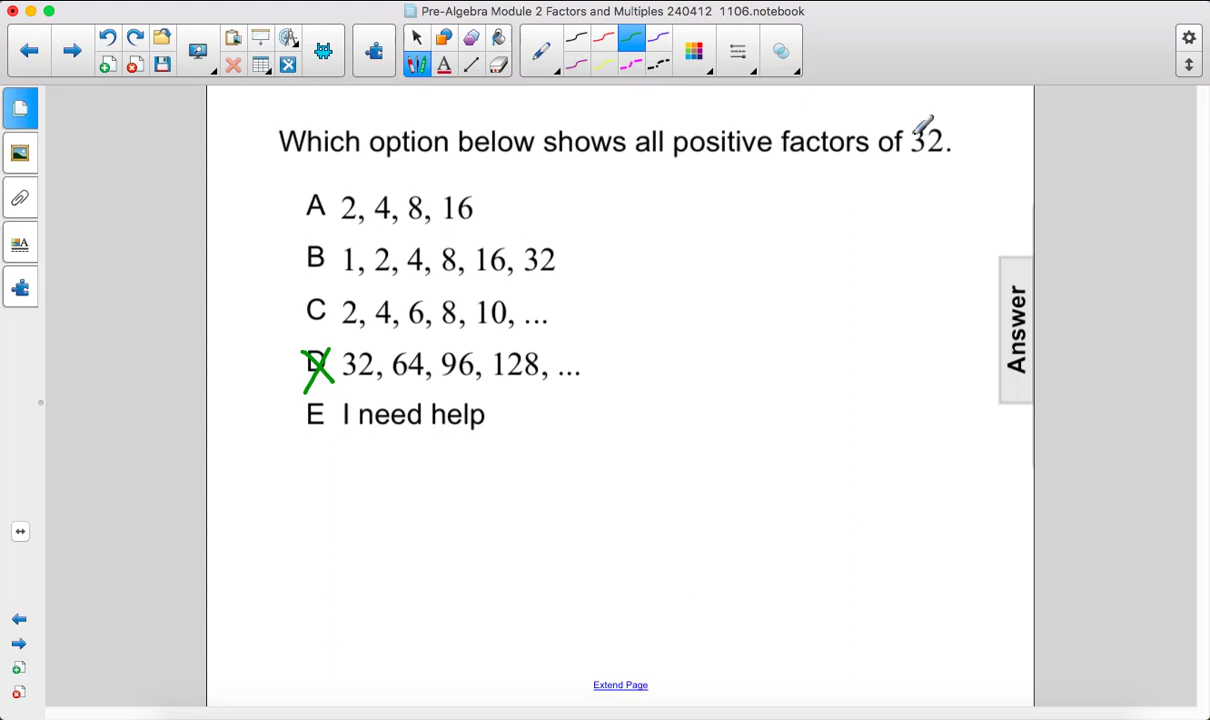 Pre-Algebra Module 2 Factors and Multiples 240412 1106.notebook
Which option below shows all positive factors of 32.
A 2, 4, 8, 16
B 1, 2, 4, 8, 16, 32
C 2, 4, 6, 8, 10, ...
D 32, 64, 96, 128, ...
E I need help
Answer
Extend Page